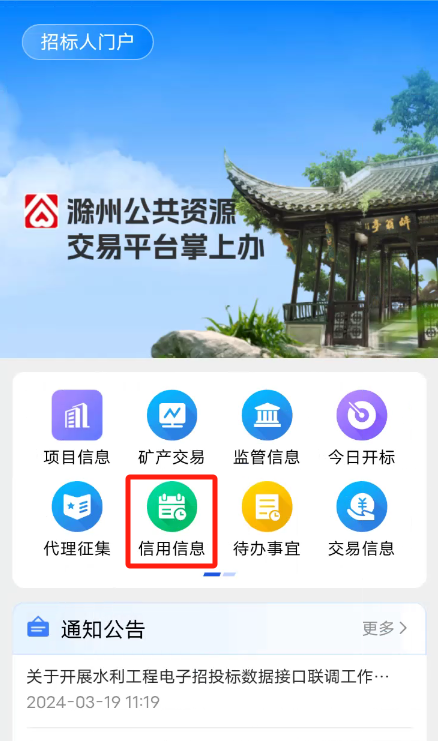 招标人门户
滁州公共资源
交易平台掌上办
项目信息
矿产交易
监管信息
今日开标
代理征集
信用信息
待办事宜
交易信息
通知公告
更多
关于开展水利工程电子招投标数据接口联调工作…
2024-03-19 11:19